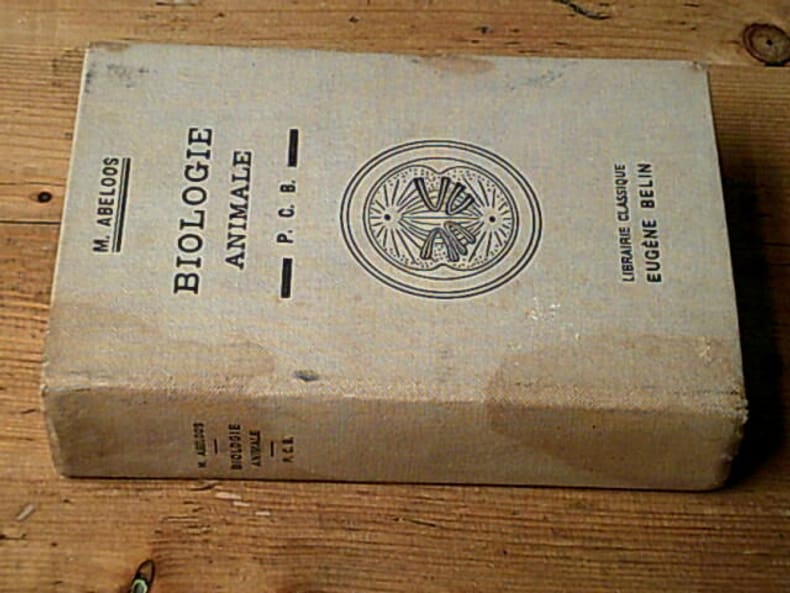 M. ABELOOS
BIOLOGIE
ANIMALE
P. C. B.
LIBRAIRIE CLASSIQUE
EUGÈNE BELIN
M. ABELOOS
BIOLOGIE
ANIMALE
P. C. B.